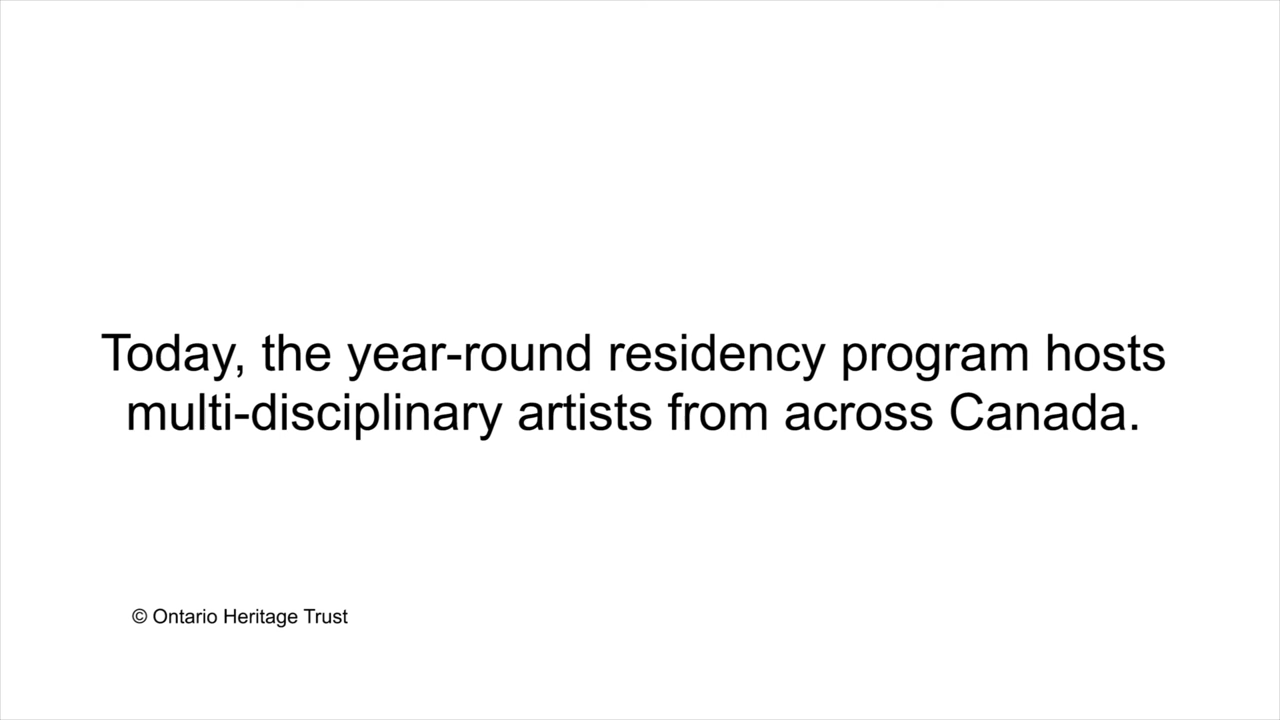 Today, the year-round residency program hosts
multi-disciplinary artists from across Canada.
© Ontario Heritage Trust